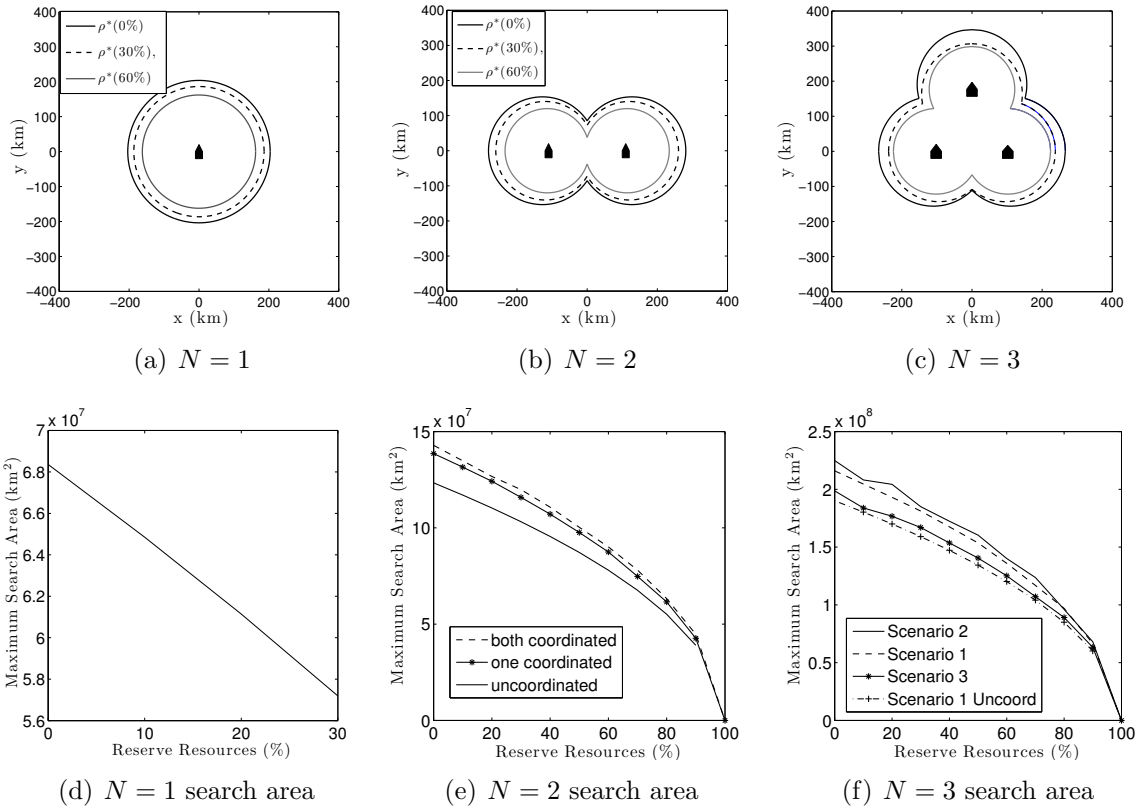 ρ*(0%)
ρ*(30%),
ρ*(60%)
400
300
200
100
0
−100
−200
−300
−400
−400 −200 0 200 400
y (km)
x (km)
(a) N = 1
ρ*(0%)
ρ*(30%),
ρ*(60%)
400
300
200
100
0
−100
−200
−300
−400
−400 −200 0 200 400
y (km)
x (km)
(b) N = 2
400
300
200
100
0
−100
−200
−300
−400
−400 −200 0 200 400
y (km)
x (km)
(c) N = 3
x 10⁷
7
6.8
6.6
6.4
6.2
6
5.8
5.6
0 10 20 30
Maximum Search Area (km²)
Reserve Resources (%)
(d) N = 1 search area
x 10⁷
15
10
5
0
0 20 40 60 80 100
Maximum Search Area (km²)
both coordinated
one coordinated
uncoordinated
Reserve Resources (%)
(e) N = 2 search area
x 10⁸
2.5
2
1.5
1
0.5
0
0 20 40 60 80 100
Maximum Search Area (km²)
Scenario 2
Scenario 1
Scenario 3
Scenario 1 Uncoord
Reserve Resources (%)
(f) N = 3 search area